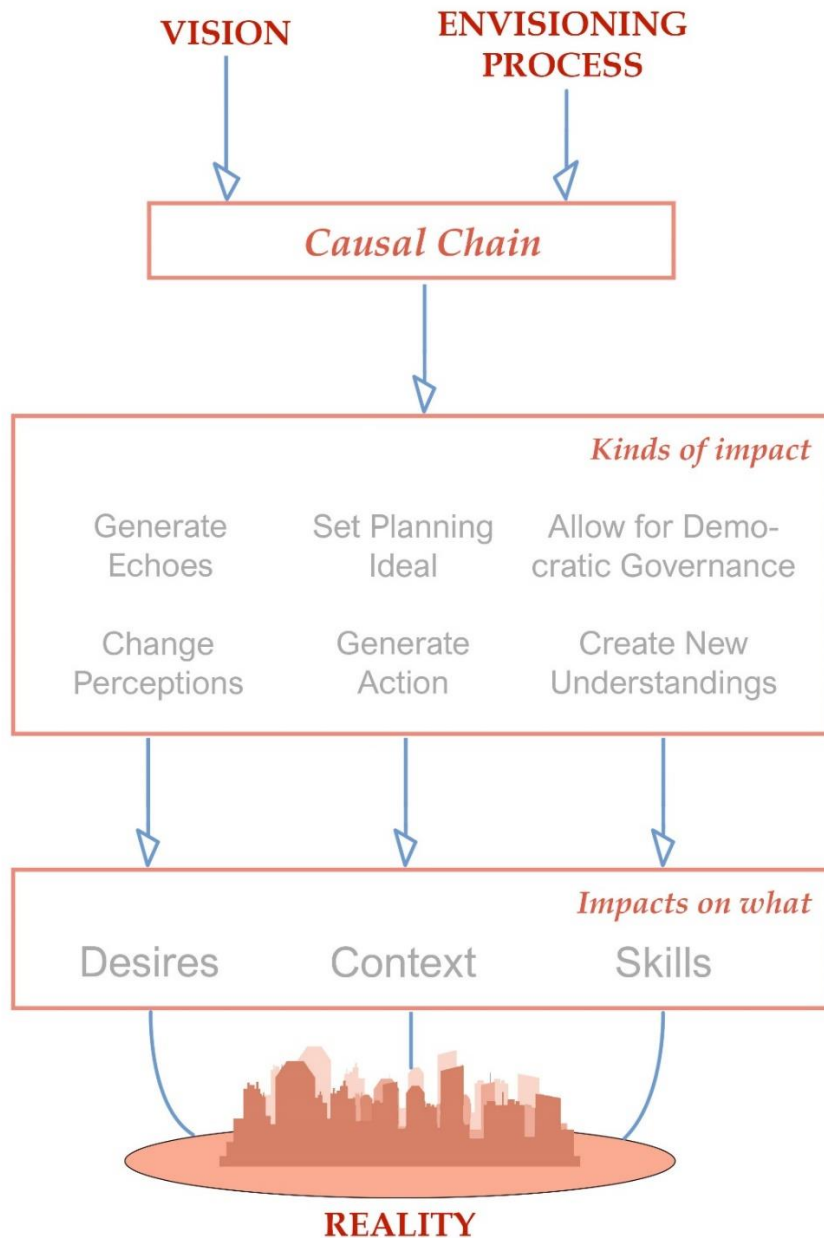 VISION
ENVISIONING
PROCESS
Causal Chain
Kinds of impact
Generate
Echoes
Set Planning
Ideal
Allow for Demo-
cratic Governance
Change
Perceptions
Generate
Action
Create New
Understandings
Impacts on what
Desires
Context
Skills
REALITY